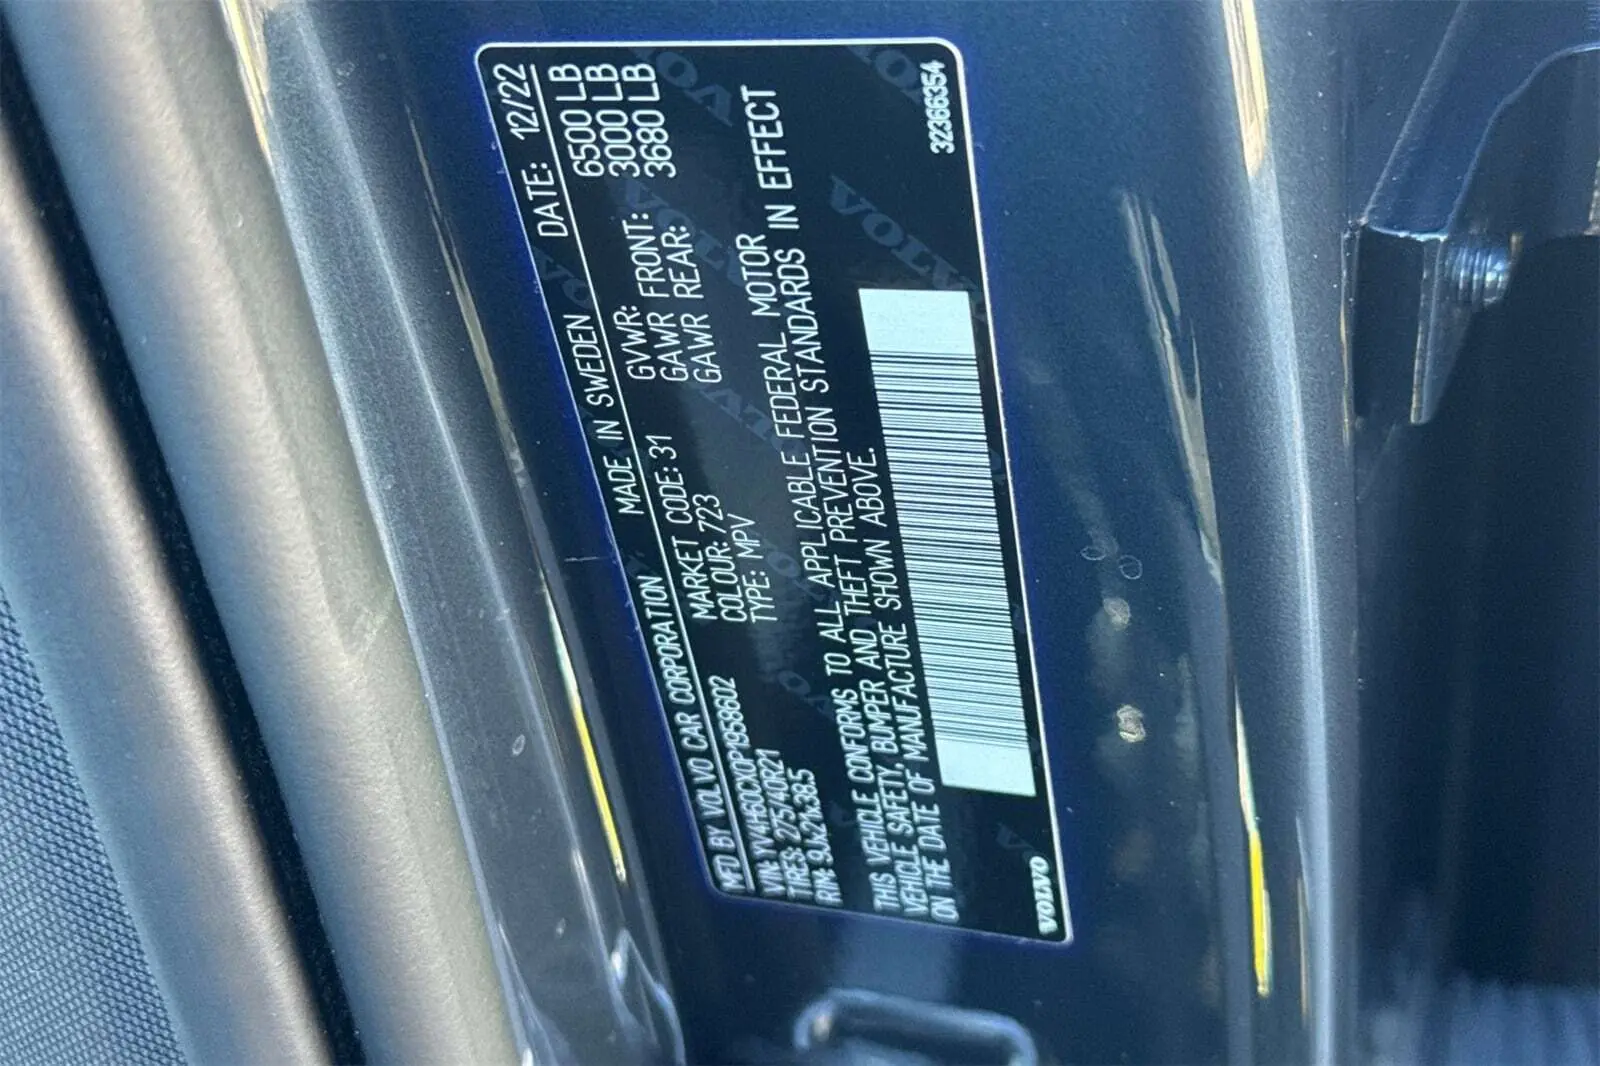 MFD BY VOLVO CAR CORPORATION MADE IN SWEDEN DATE: 12/22
VIN: YV4H60CX0P1958602 MARKET CODE: 31 GVWR: 6500 LB
TIRES: 275/40R21 COLOUR: 723 GAWR FRONT: 3000 LB
RIM: 9Jx21x38.5 TYPE: MPV GAWR REAR: 3680 LB
THIS VEHICLE CONFORMS TO ALL APPLICABLE FEDERAL MOTOR
VEHICLE SAFETY, BUMPER AND THEFT PREVENTION STANDARDS IN EFFECT
ON THE DATE OF MANUFACTURE SHOWN ABOVE.
VOLVO 32366354